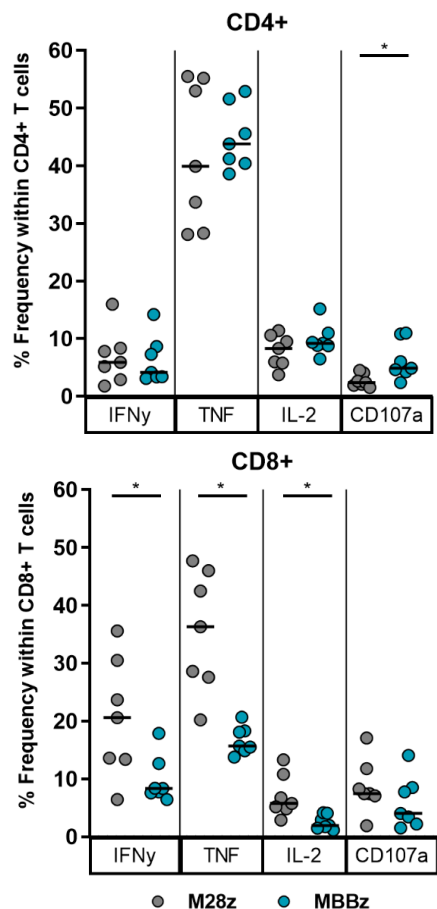 CD4+
% Frequency within CD4+ T cells
60
50
40
30
20
10
0
*
IFNy TNF IL-2 CD107a
CD8+
% Frequency within CD8+ T cells
60
50
40
30
20
10
0
* * *
IFNy TNF IL-2 CD107a
M28z MBBz